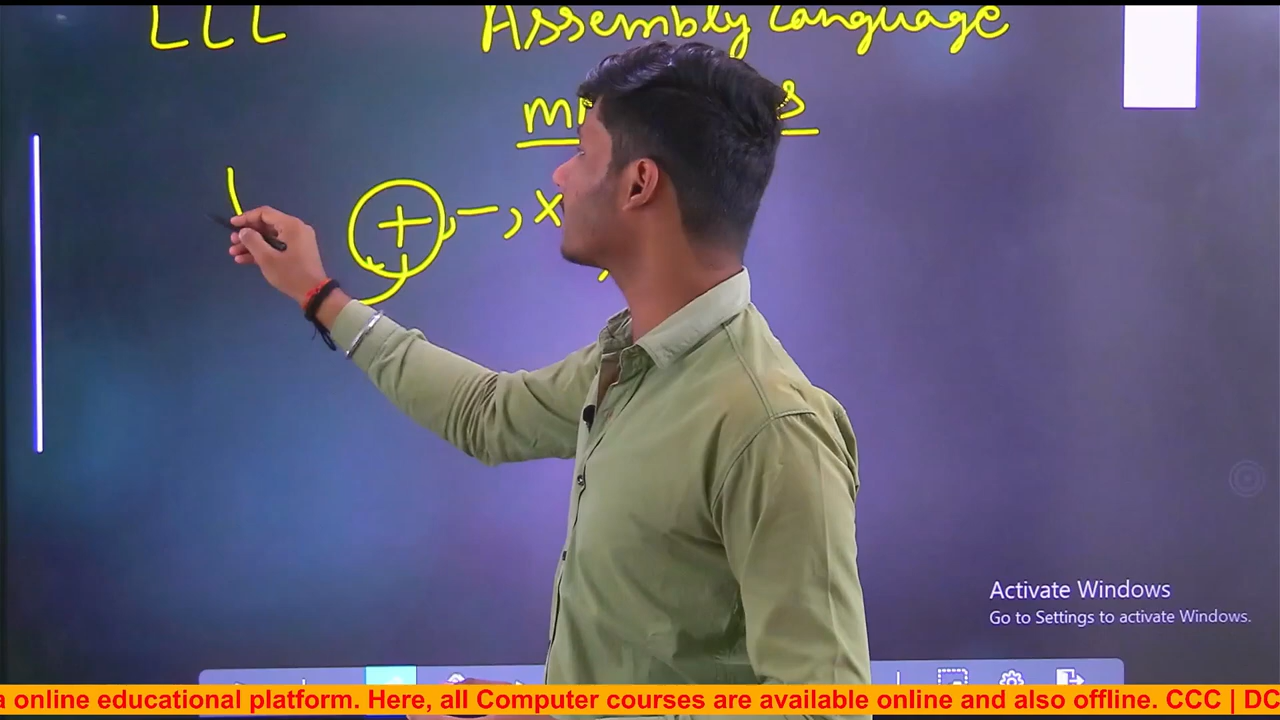 LLL Assembly Language
+, -, x
Activate Windows
Go to Settings to activate Windows.
a online educational platform. Here, all Computer courses are available online and also offline. CCC | DC